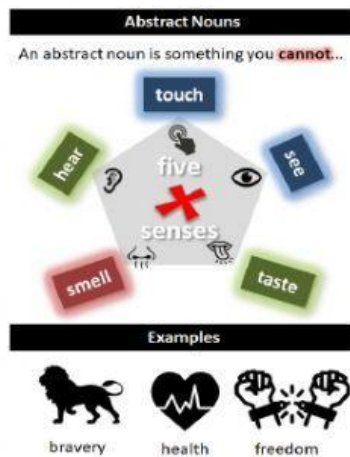 Abstract Nouns
An abstract noun is something you cannot...
touch
hear
five
see
senses
smell
taste
Examples
bravery health freedom